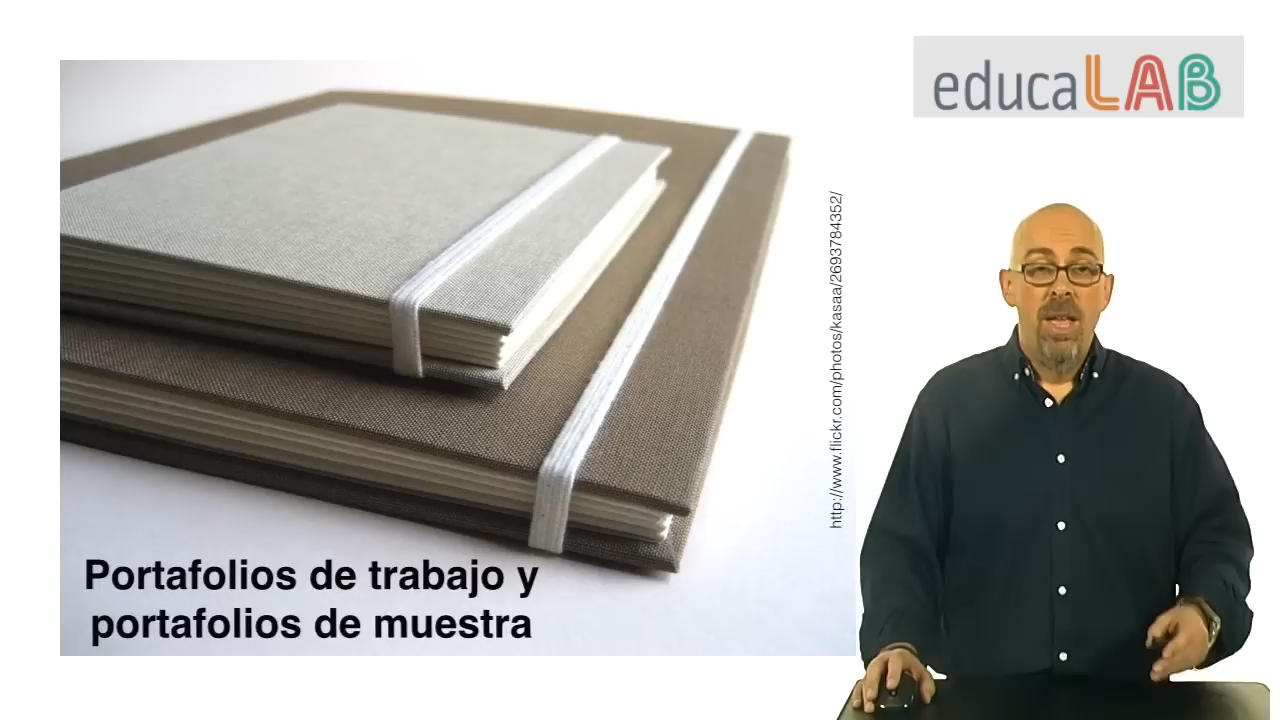 educaLAB
http://www.flickr.com/photos/kasaa/2693784352/
Portafolios de trabajo y
portafolios de muestra